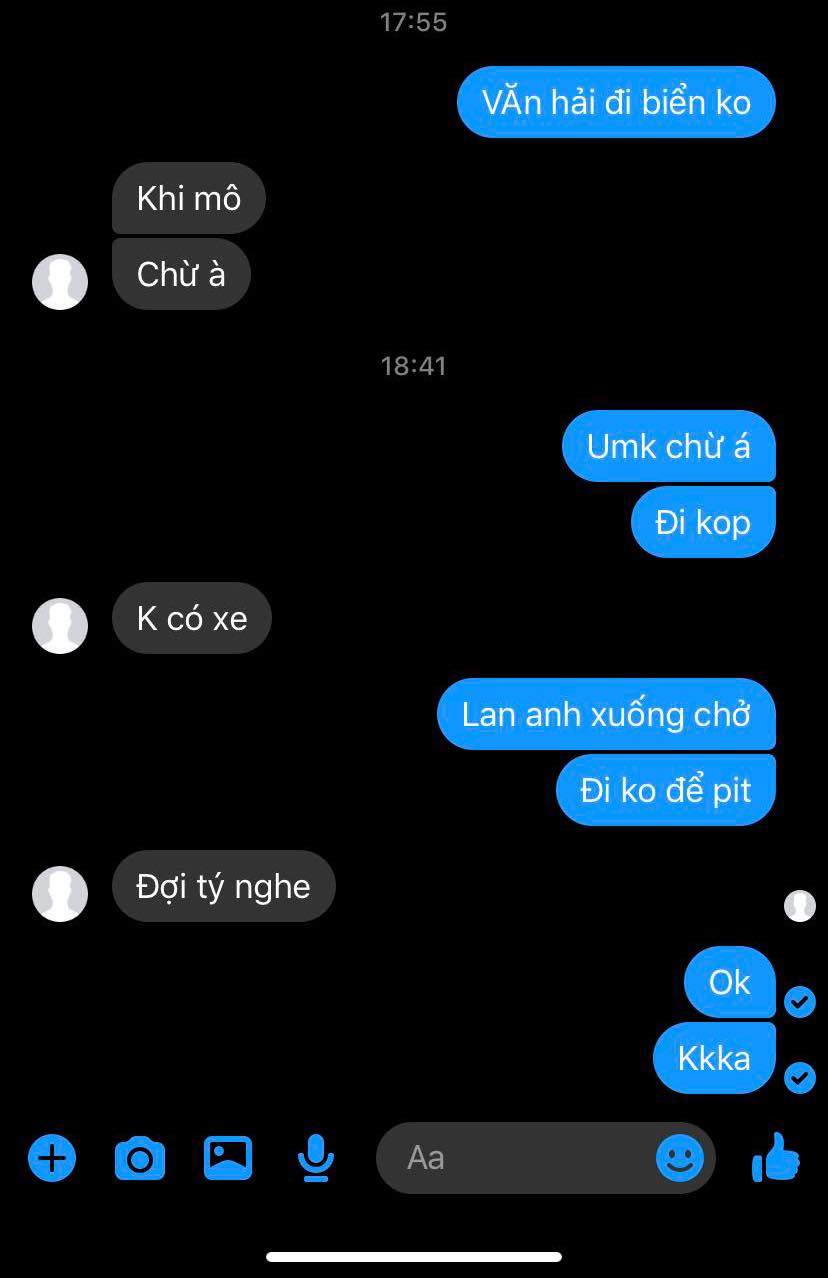 17:55
VĂn hải đi biển ko
Khi mô
Chừ à
18:41
Umk chừ á
Đi kop
K có xe
Lan anh xuống chở
Đi ko để pit
Đợi tý nghe
Ok
Kkka
Aa